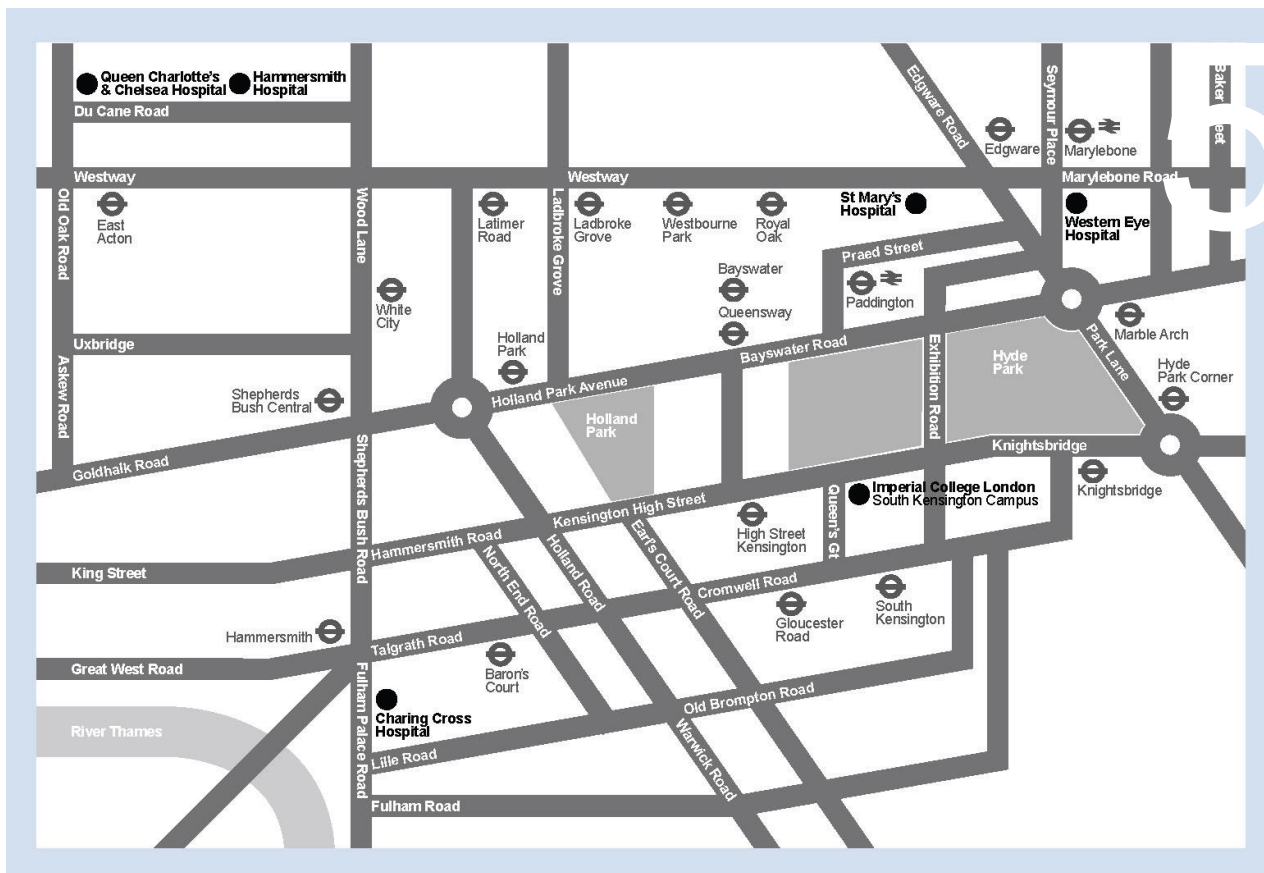 Queen Charlotte's
& Chelsea Hospital
Hammersmith
Hospital
Du Cane Road
Edgware Road
Seymour Place
Baker Street
Edgware
Marylebone
5
Westway
Westway
Marylebone Road
Old Oak Road
East
Acton
Wood Lane
Latimer
Road
Ladbroke Grove
Ladbroke
Grove
Westbourne
Park
Royal
Oak
St Mary's
Hospital
Western Eye
Hospital
Praed Street
Bayswater
Queensway
Paddington
White
City
Marble Arch
Uxbridge
Holland
Park
Bayswater Road
Exhibition Road
Hyde
Park
Park Lane
Hyde
Park Corner
Askew Road
Shepherds
Bush Central
Holland Park Avenue
Holland
Park
Goldhalk Road
Shepherds Bush Road
Knightsbridge
Knightsbridge
Kensington High Street
Queen's Gt
Imperial College London
South Kensington Campus
High Street
Kensington
Hammersmith Road
King Street
North End Road
Holland Road
Earl's Court Road
Cromwell Road
Gloucester
Road
South
Kensington
Hammersmith
Talgrath Road
Great West Road
Baron's
Court
Fulham Palace Road
Charing Cross
Hospital
Old Brompton Road
River Thames
Lille Road
Warwick Road
Fulham Road